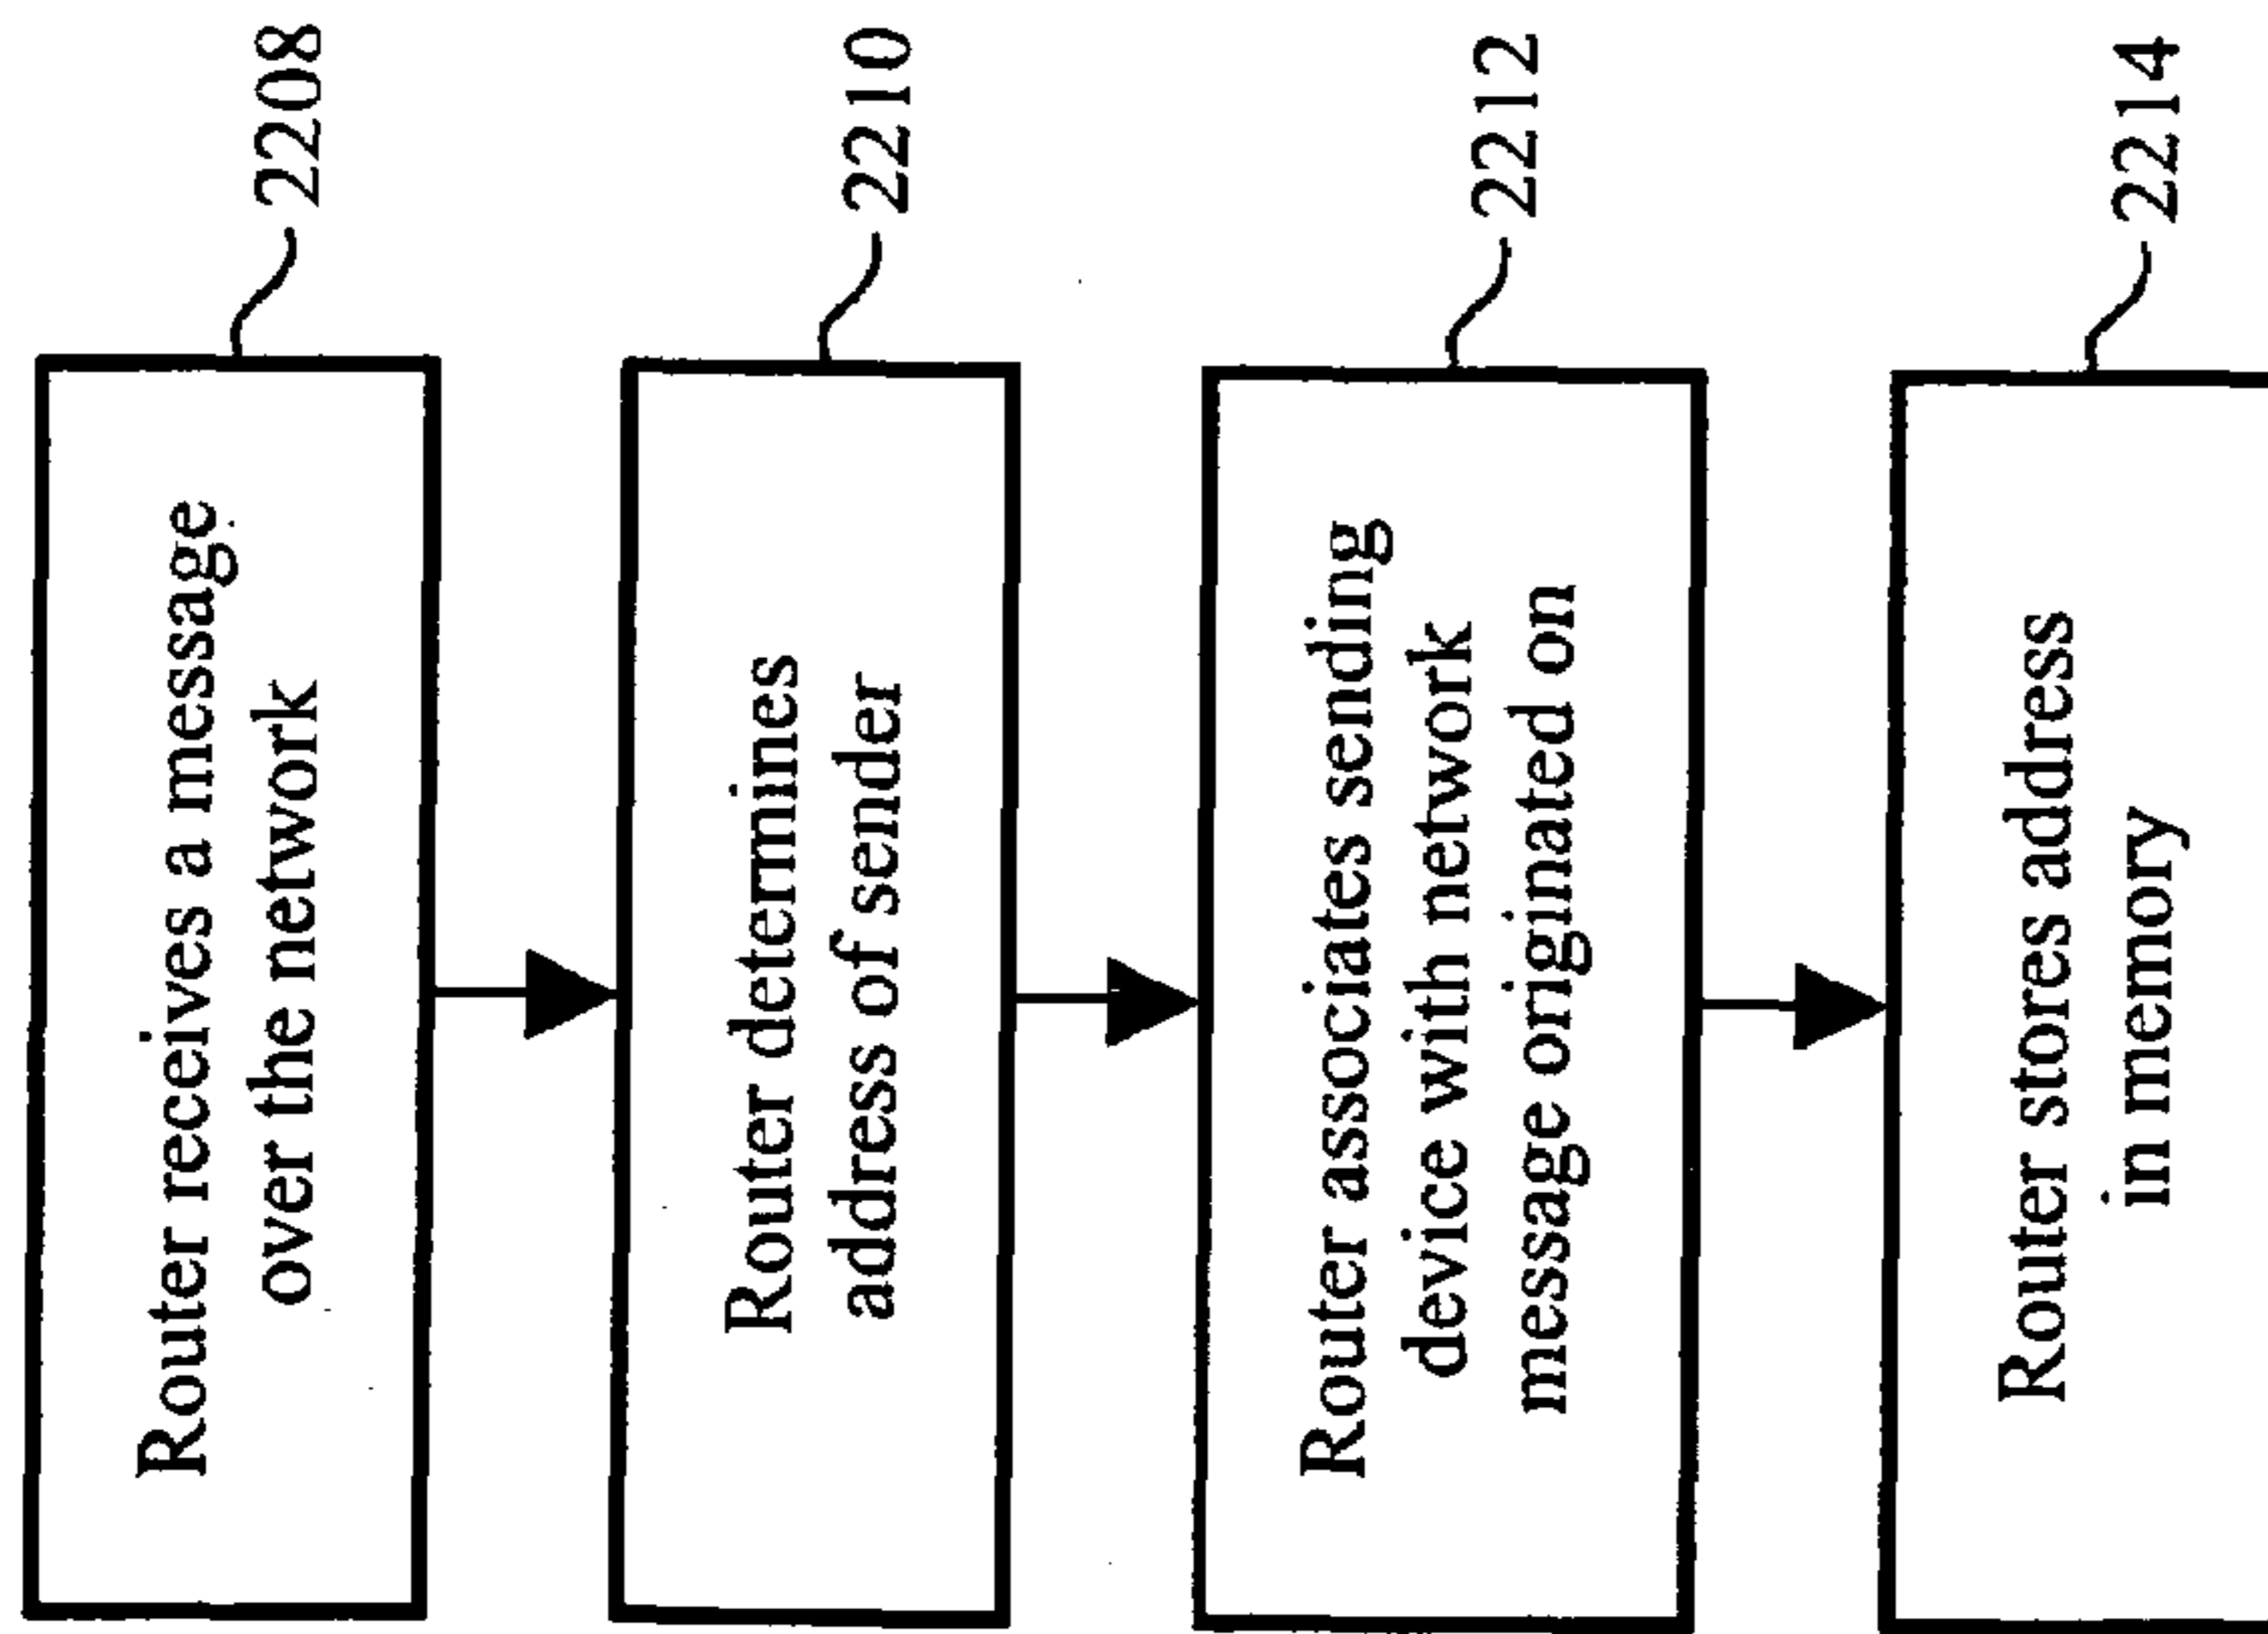 Router receives a message
over the network
2208
Router determines
address of sender
2210
Router associates sending
device with network
message originated on
2212
Router stores address
in memory
2214